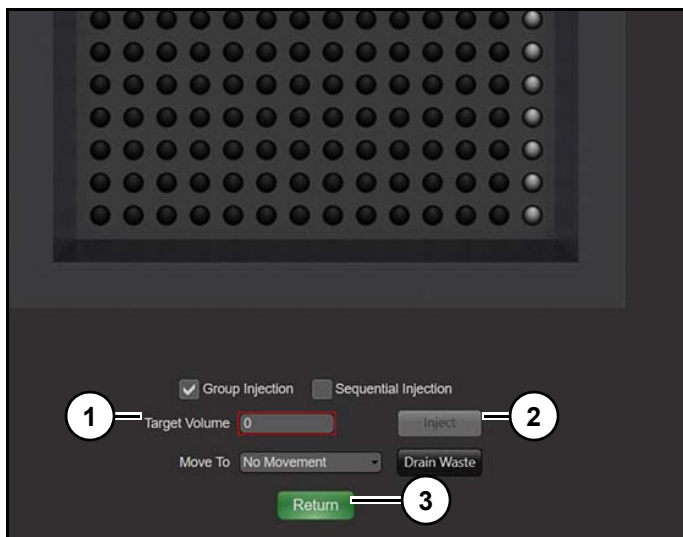 Group Injection Sequential Injection
1 Target Volume 0 Inject 2
Move To No Movement Drain Waste
Return 3